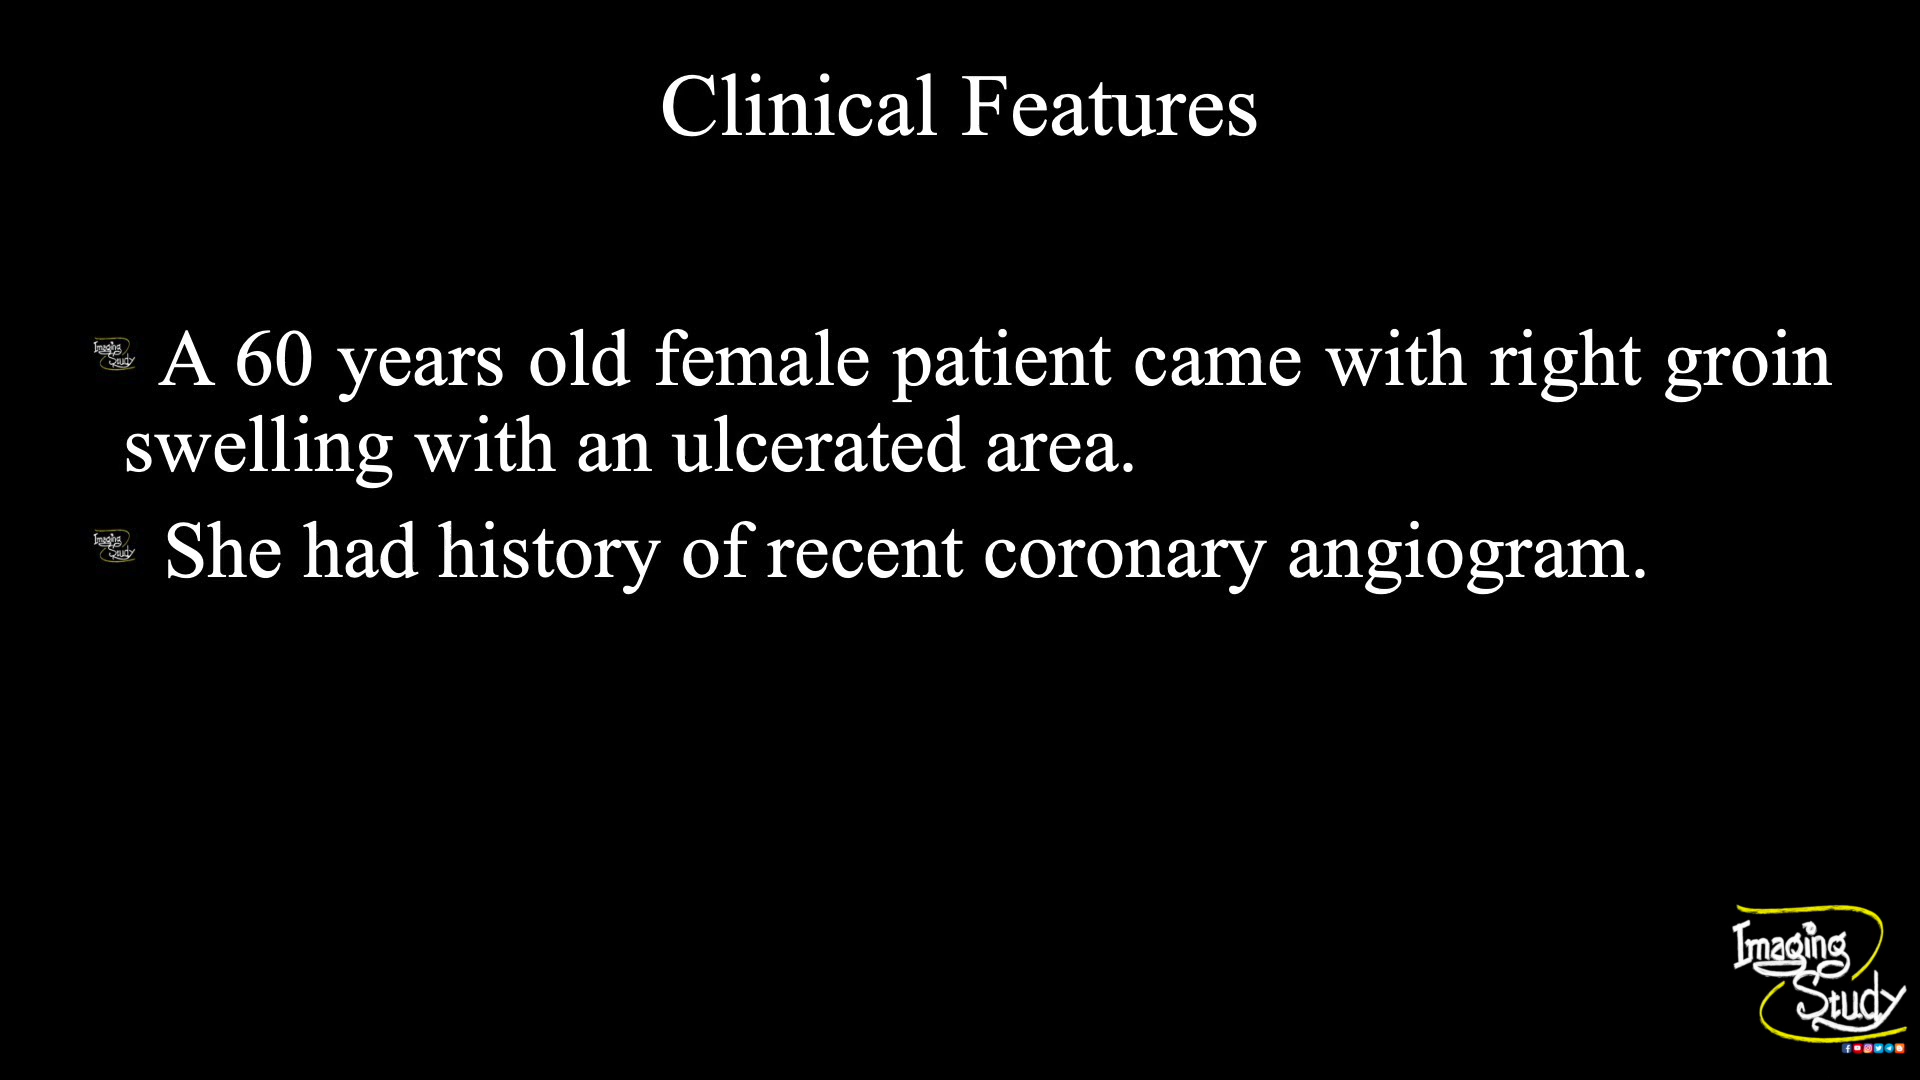 Clinical Features
A 60 years old female patient came with right groin
swelling with an ulcerated area.
She had history of recent coronary angiogram.
Imaging
Study